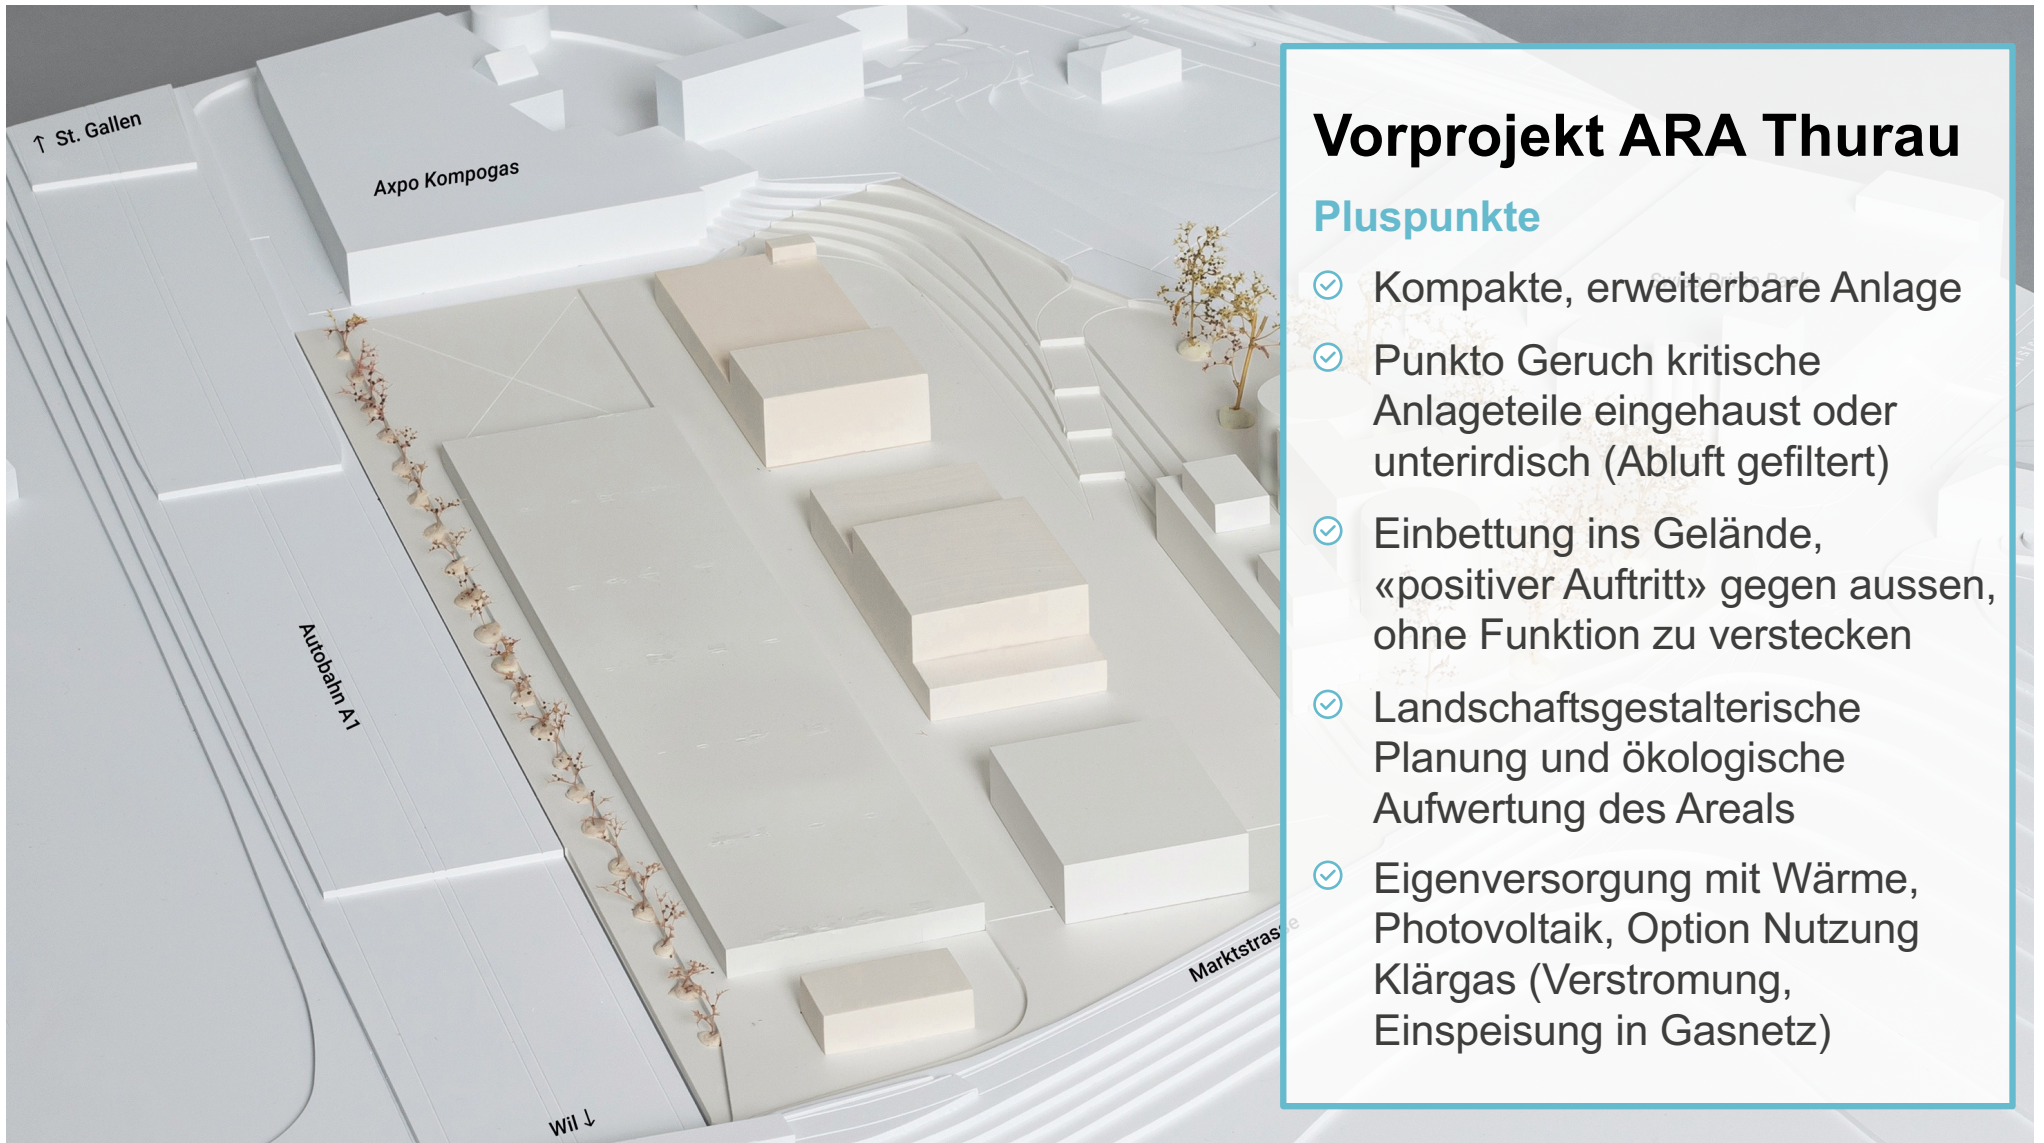 ↑ St. Gallen
Axpo Kompogas
Autobahn A1
Wil ↓
Marktstrasse
Vorprojekt ARA Thurau
Pluspunkte
Kompakte, erweiterbare Anlage
Punkto Geruch kritische
Anlageteile eingehaust oder
unterirdisch (Abluft gefiltert)
Einbettung ins Gelände,
«positiver Auftritt» gegen aussen,
ohne Funktion zu verstecken
Landschaftsgestalterische
Planung und ökologische
Aufwertung des Areals
Eigenversorgung mit Wärme,
Photovoltaik, Option Nutzung
Klärgas (Verstromung,
Einspeisung in Gasnetz)